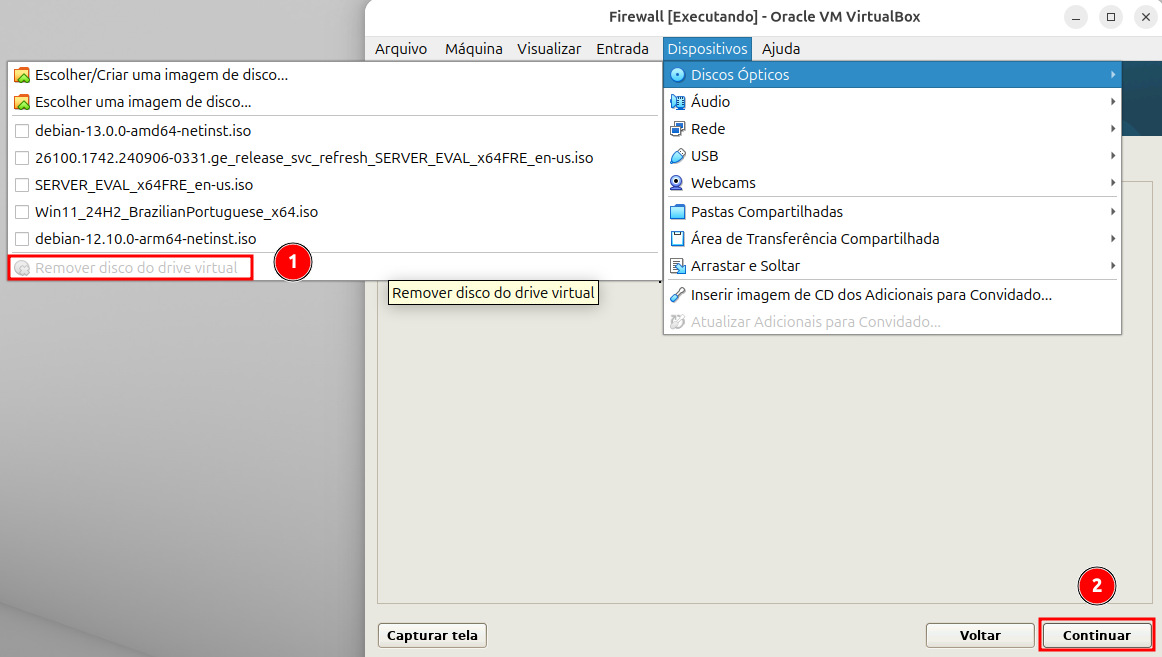 Firewall [Executando] - Oracle VM VirtualBox
Arquivo Máquina Visualizar Entrada Dispositivos Ajuda
Escolher/Criar uma imagem de disco...
Escolher uma imagem de disco...
debian-13.0.0-amd64-netinst.iso
26100.1742.240906-0331.ge_release_svc_refresh_SERVER_EVAL_x64FRE_en-us.iso
SERVER_EVAL_x64FRE_en-us.iso
Win11_24H2_BrazilianPortuguese_x64.iso
debian-12.10.0-arm64-netinst.iso
Remover disco do drive virtual
1
Remover disco do drive virtual
Discos Ópticos
Áudio
Rede
USB
Webcams
Pastas Compartilhadas
Área de Transferência Compartilhada
Arrastar e Soltar
Inserir imagem de CD dos Adicionais para Convidado...
Atualizar Adicionais para Convidado...
2
Capturar tela
Voltar
Continuar